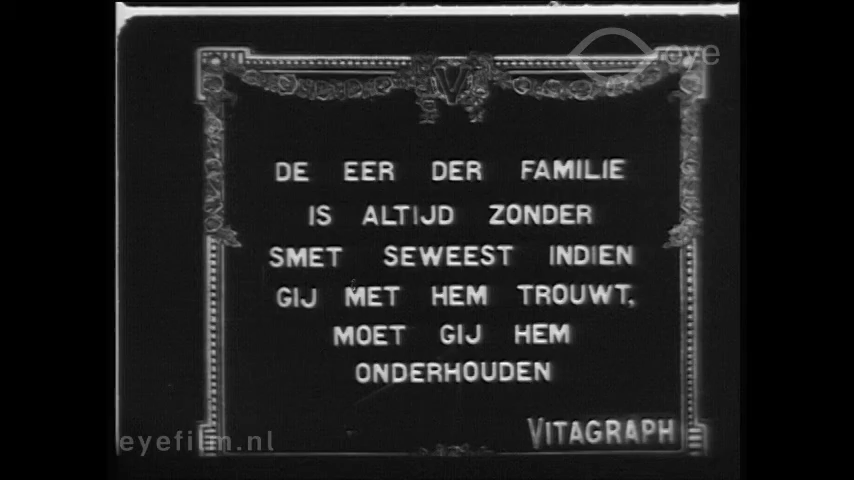 eye
V
DE EER DER FAMILIE
IS ALTIJD ZONDER
SMET SEWEEST INDIEN
GIJ MET HEM TROUWT,
MOET GIJ HEM
ONDERHOUDEN
VITAGRAPH
eyefilm.nl